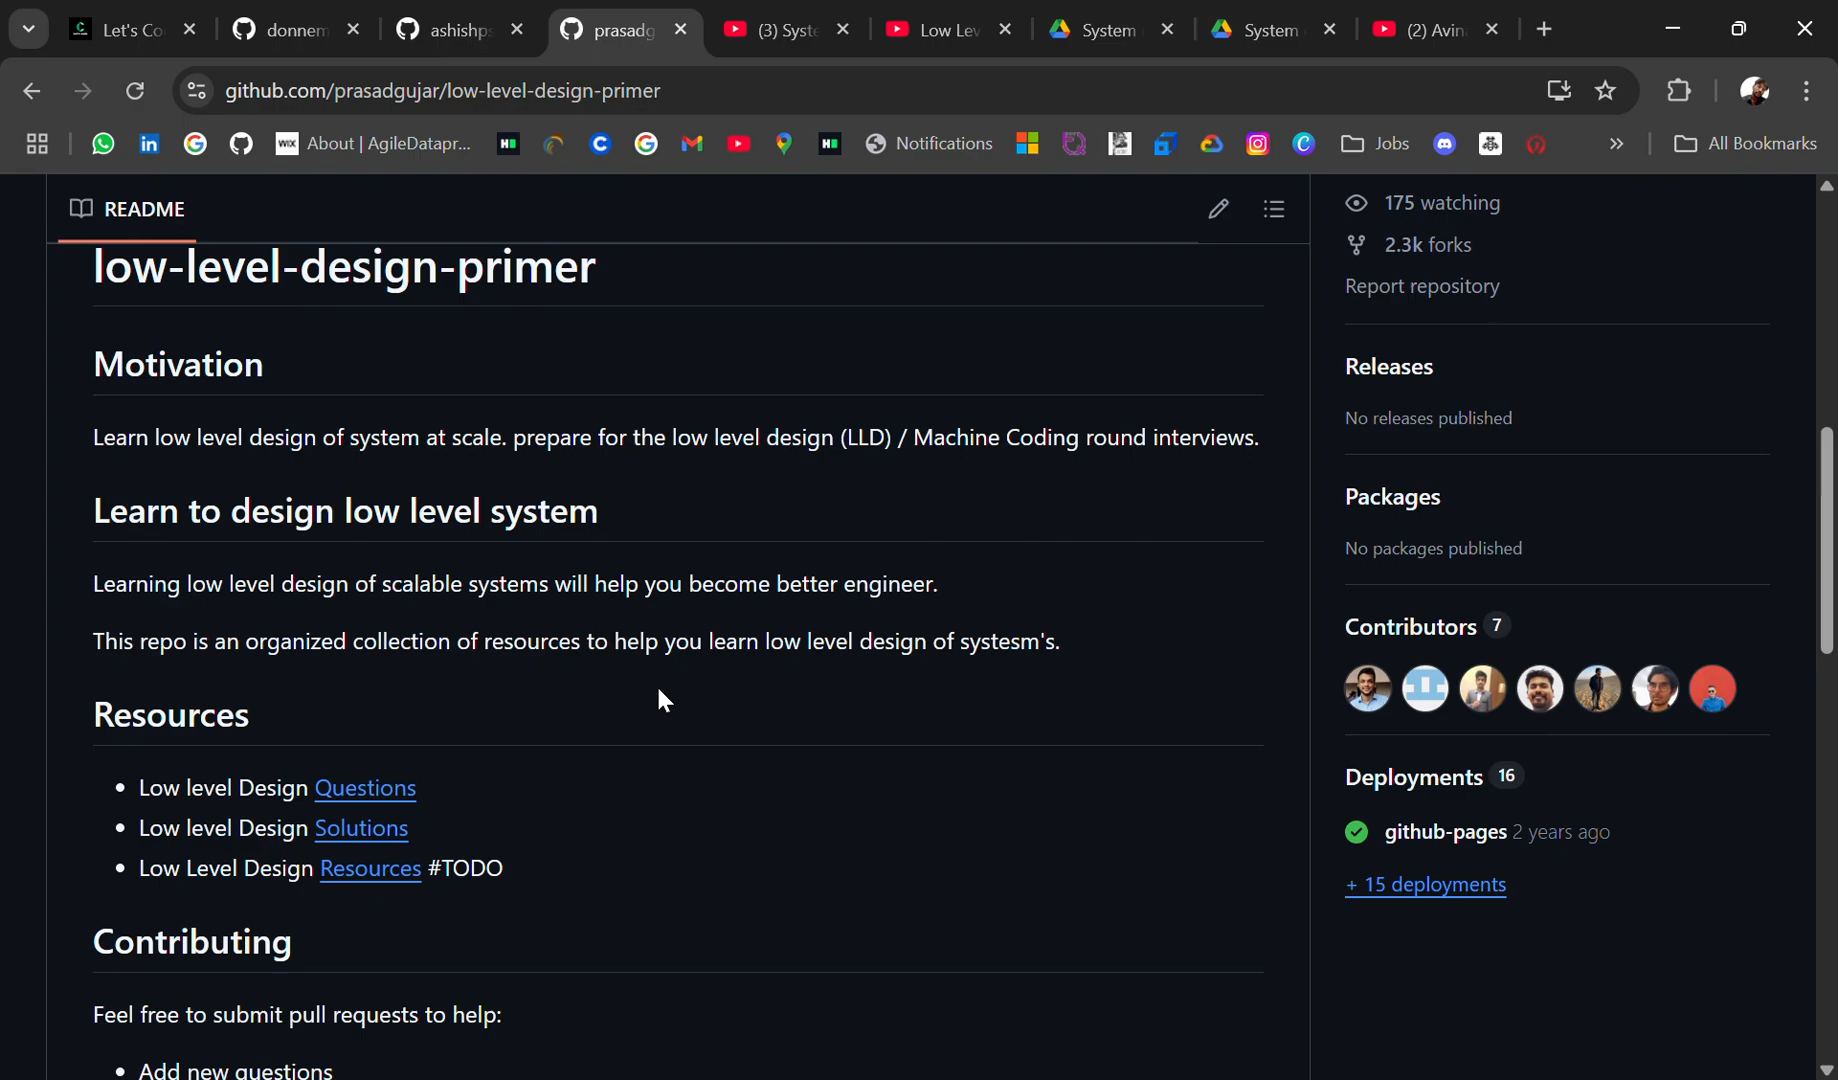 Let's Co
donnem
ashishps
prasadg
(3) Syste
Low Lev
System
System
(2) Avin
github.com/prasadgujar/low-level-design-primer
WIX About | AgileDatapr...
Notifications
Jobs
All Bookmarks
README
low-level-design-primer
Motivation
Learn low level design of system at scale. prepare for the low level design (LLD) / Machine Coding round interviews.
Learn to design low level system
Learning low level design of scalable systems will help you become better engineer.
This repo is an organized collection of resources to help you learn low level design of systesm's.
Resources
• Low level Design Questions
• Low level Design Solutions
• Low Level Design Resources #TODO
Contributing
Feel free to submit pull requests to help:
• Add new questions
175 watching
2.3k forks
Report repository
Releases
No releases published
Packages
No packages published
Contributors 7
Deployments 16
github-pages 2 years ago
+ 15 deployments